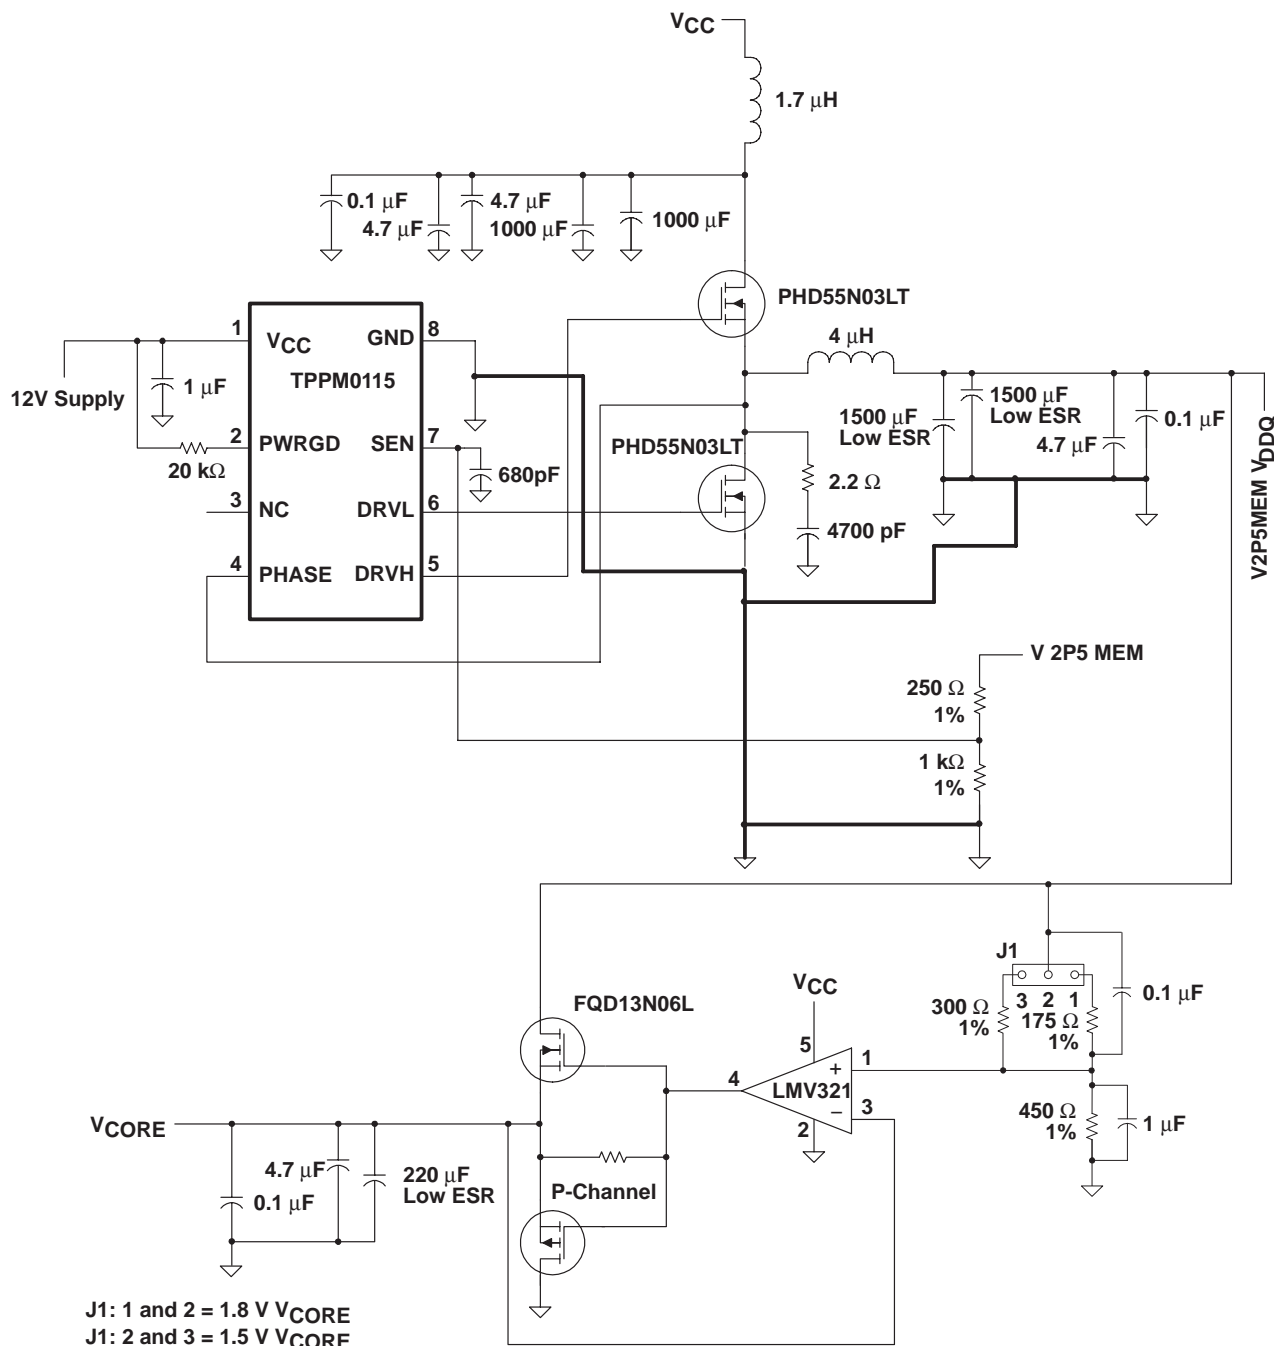 VCC
1.7 μH
0.1 μF
4.7 μF
4.7 μF
1000 μF
1000 μF
PHD55N03LT
1
VCC
GND
8
TPPM0115
12V Supply
1 μF
2
PWRGD
SEN
7
20 kΩ
680pF
3
NC
DRVL
6
4
PHASE
DRVH
5
PHD55N03LT
4 μH
2.2 Ω
4700 pF
1500 μF
Low ESR
1500 μF
Low ESR
4.7 μF
0.1 μF
V2P5MEM VDDQ
V 2P5 MEM
250 Ω
1%
1 kΩ
1%
J1
3 2 1
300 Ω
1%
175 Ω
1%
0.1 μF
450 Ω
1%
1 μF
VCC
5
+
1
4
LMV321
−
3
2
FQD13N06L
VCORE
4.7 μF
0.1 μF
220 μF
Low ESR
P-Channel
J1: 1 and 2 = 1.8 V VCORE
J1: 2 and 3 = 1.5 V VCORE